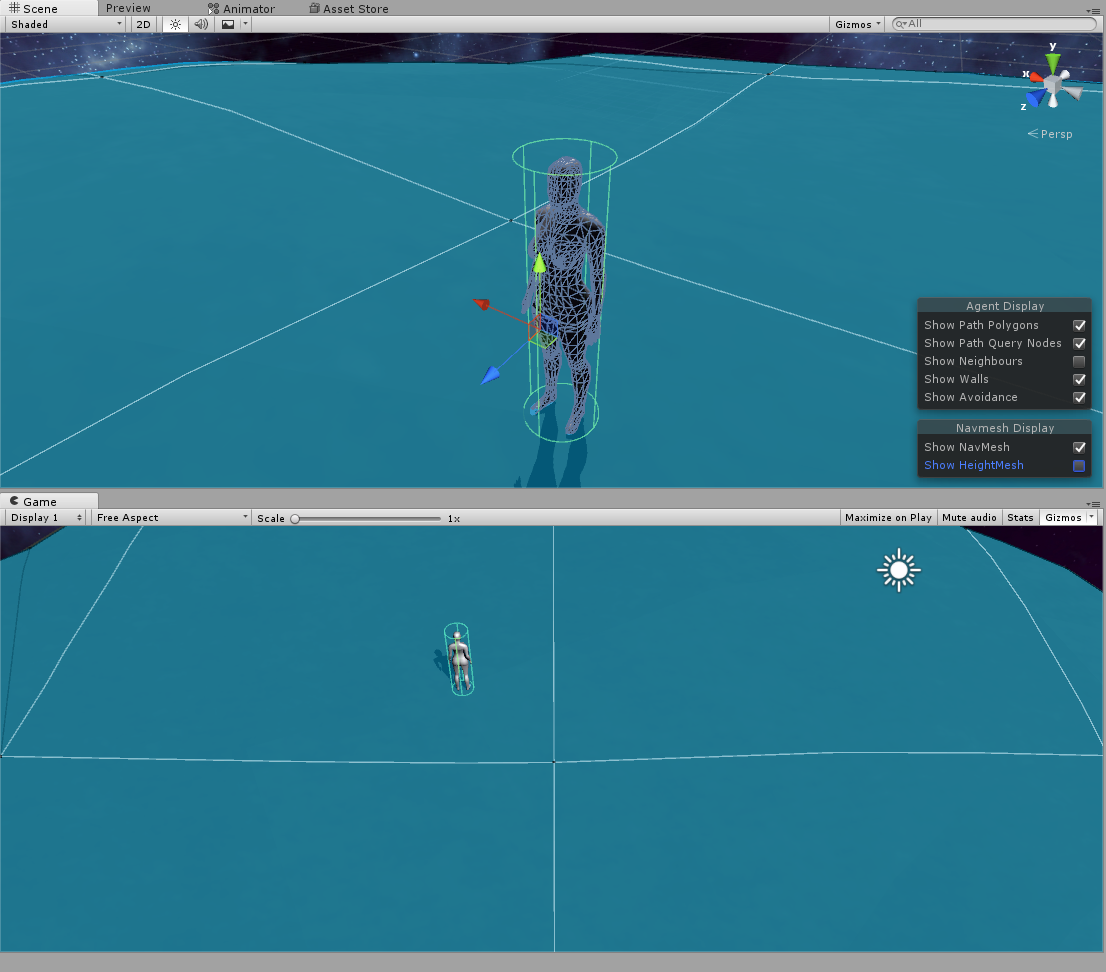 Scene Preview Animator Asset Store
Shaded 2D Gizmos All
y
x
z
Persp
Agent Display
Show Path Polygons
Show Path Query Nodes
Show Neighbours
Show Walls
Show Avoidance
Navmesh Display
Show NavMesh
Show HeightMesh
Game
Display 1 Free Aspect Scale 1x Maximize on Play Mute audio Stats Gizmos